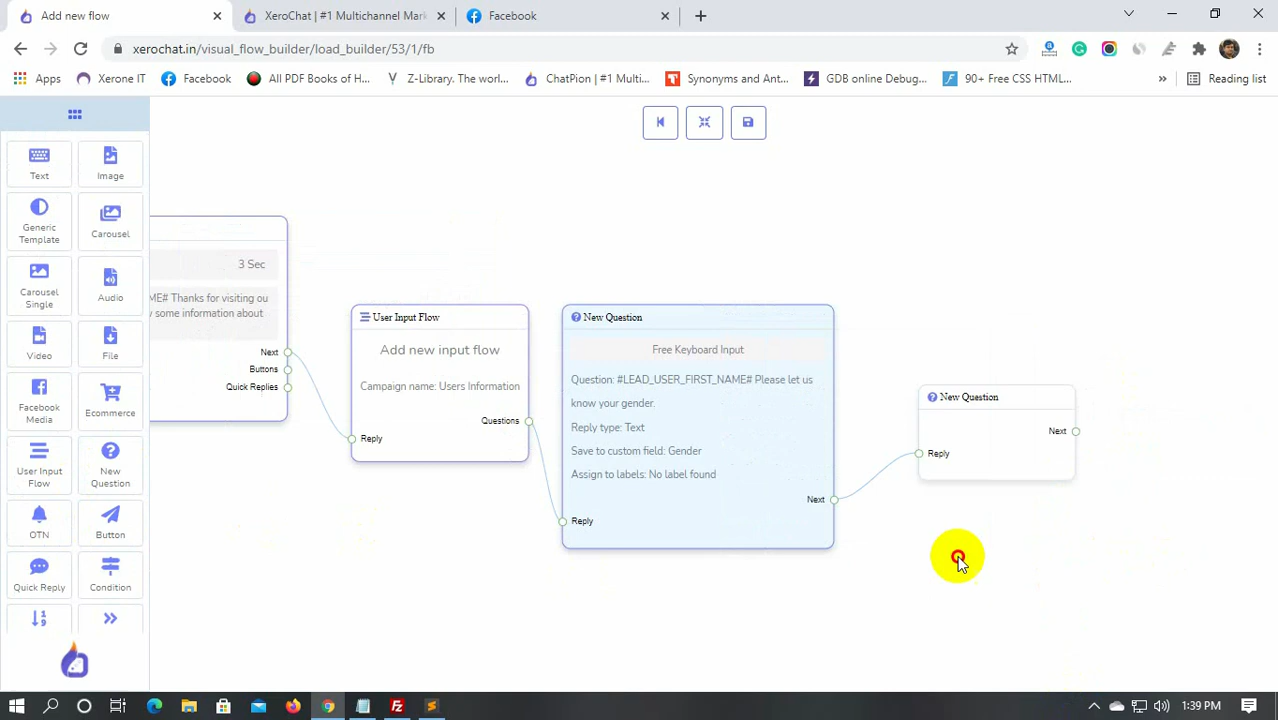 Add new flow
XeroChat | #1 Multichannel Mark
Facebook
xerochat.in/visual_flow_builder/load_builder/53/1/fb
Apps
Xerone IT
Facebook
All PDF Books of H...
Z-Library. The worl...
ChatPion | #1 Multi...
Synonyms and Ant...
GDB online Debug...
90+ Free CSS HTML...
»
Reading list
Text
Image
Generic
Template
Carousel
Carousel
Single
Audio
Video
File
Facebook
Media
Ecommerce
User Input
Flow
New
Question
OTN
Button
Quick Reply
Condition
3 Sec
ME# Thanks for visiting ou
w some information about
Next
Buttons
Quick Replies
User Input Flow
Add new input flow
Campaign name: Users Information
Questions
Reply
New Question
Free Keyboard Input
Question: #LEAD_USER_FIRST_NAME# Please let us
know your gender.
Reply type: Text
Save to custom field: Gender
Assign to labels: No label found
Next
Reply
New Question
Next
Reply
1:39 PM